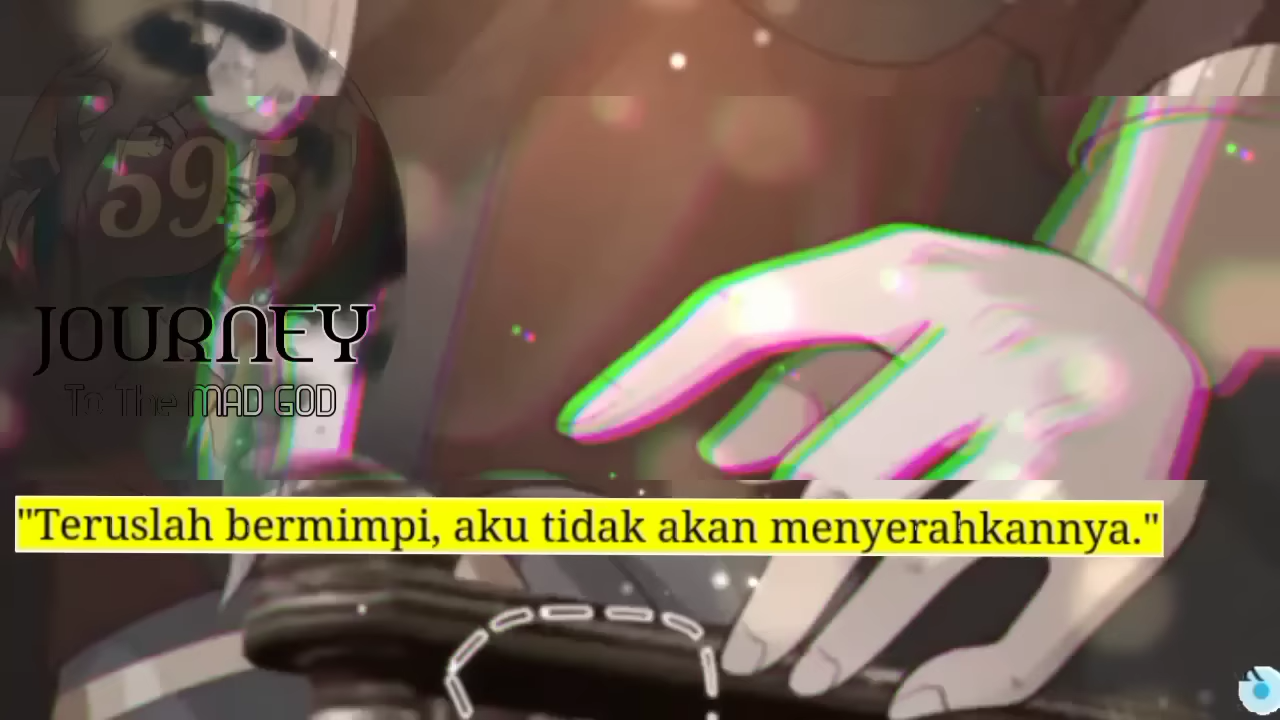 595
JOURNEY
To The MAD GOD
"Teruslah bermimpi, aku tidak akan menyerahkannya."